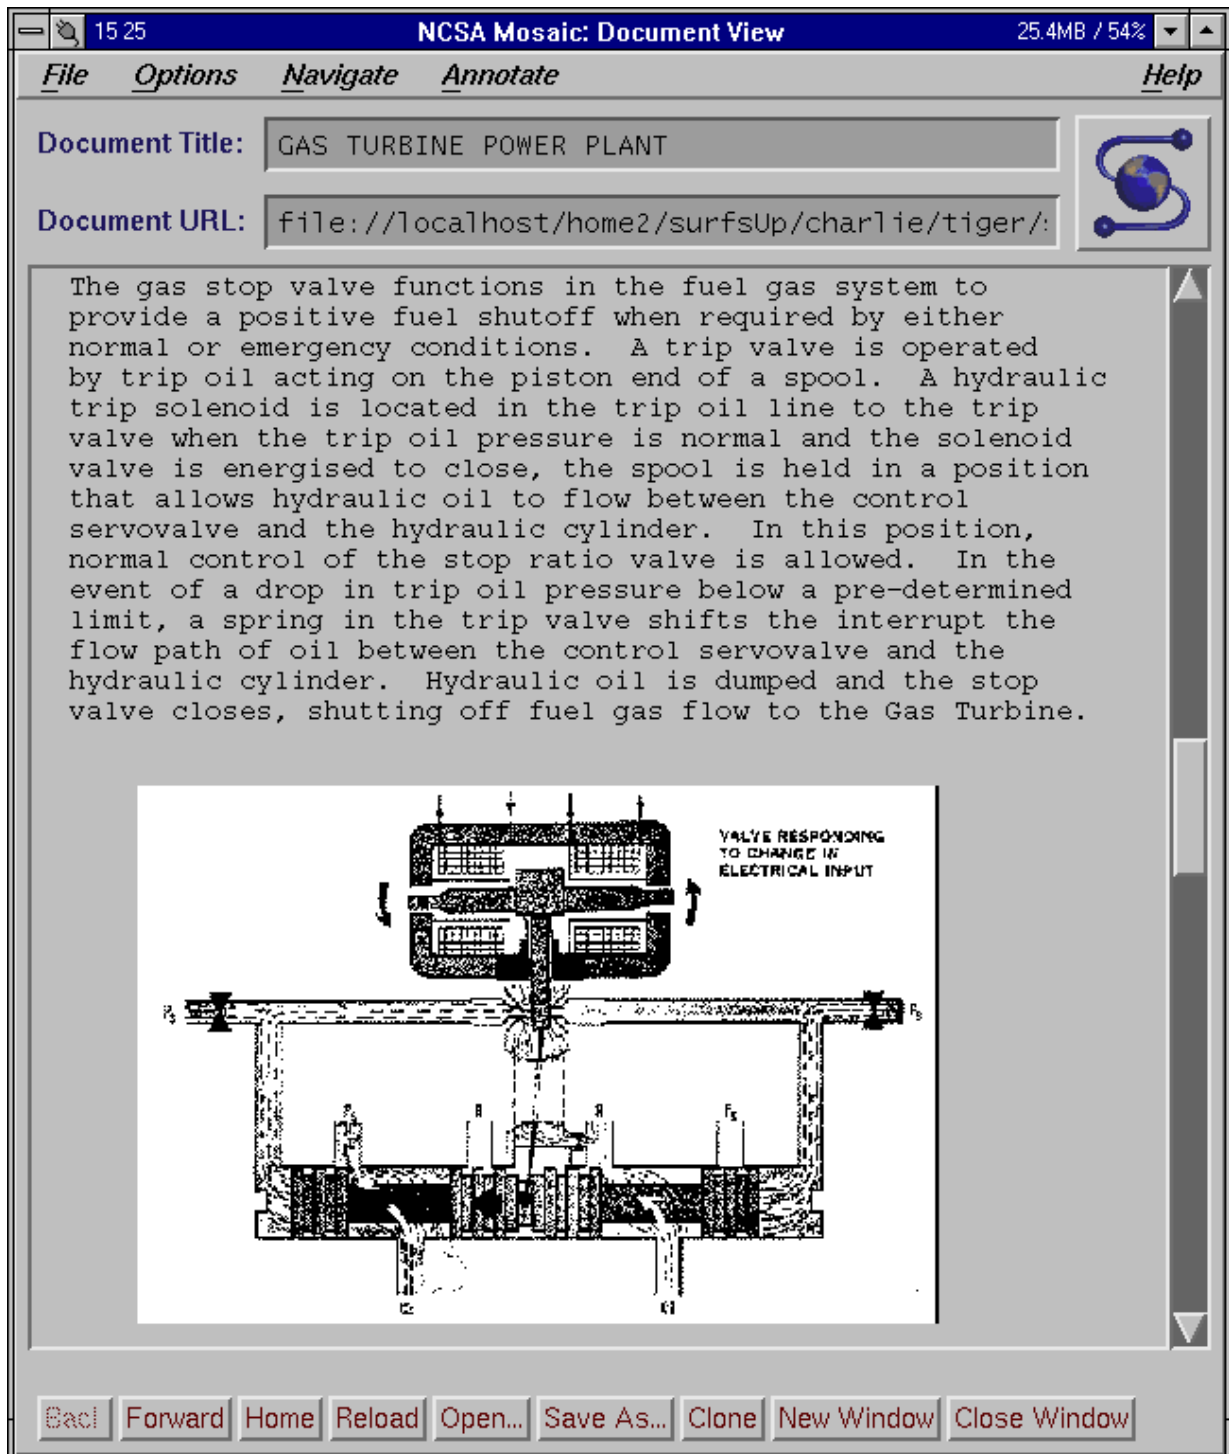 15 25 NCSA Mosaic: Document View 25.4MB / 54%
File Options Navigate Annotate Help
Document Title: GAS TURBINE POWER PLANT
Document URL: file://localhost/home2/surfsUp/charlie/tiger/
The gas stop valve functions in the fuel gas system to
provide a positive fuel shutoff when required by either
normal or emergency conditions.  A trip valve is operated
by trip oil acting on the piston end of a spool.  A hydraulic
trip solenoid is located in the trip oil line to the trip
valve when the trip oil pressure is normal and the solenoid
valve is energised to close, the spool is held in a position
that allows hydraulic oil to flow between the control
servovalve and the hydraulic cylinder.  In this position,
normal control of the stop ratio valve is allowed.  In the
event of a drop in trip oil pressure below a pre-determined
limit, a spring in the trip valve shifts the interrupt the
flow path of oil between the control servovalve and the
hydraulic cylinder.  Hydraulic oil is dumped and the stop
valve closes, shutting off fuel gas flow to the Gas Turbine.
VALVE RESPONDING
TO CHANGE IN
ELECTRICAL INPUT
Back Forward Home Reload Open... Save As... Clone New Window Close Window